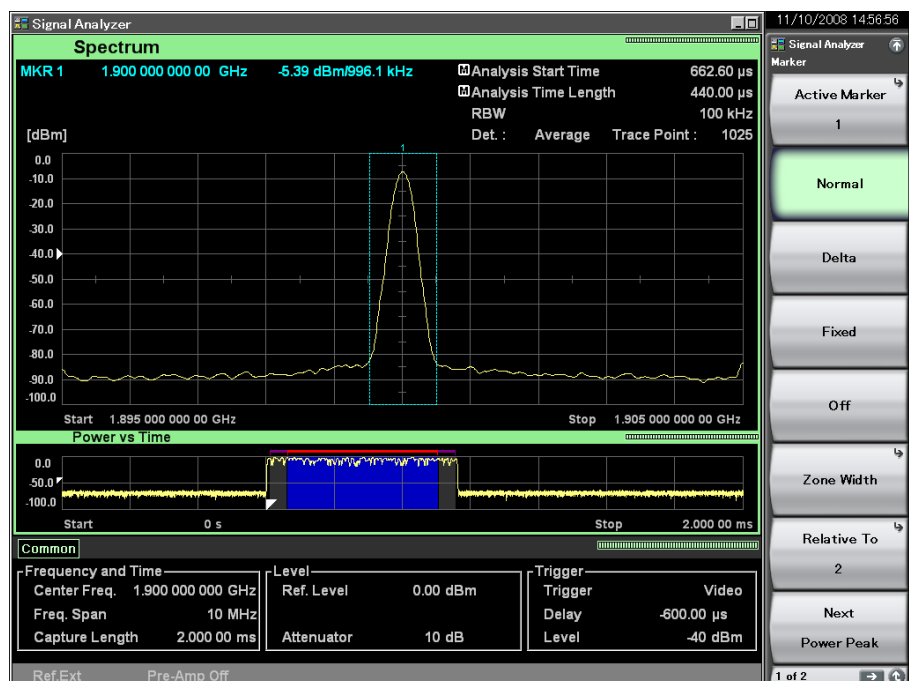 Signal Analyzer
Spectrum
MKR 1 1.900 000 000 00 GHz -5.39 dBm/996.1 kHz
M Analysis Start Time 662.60 µs
M Analysis Time Length 440.00 µs
RBW 100 kHz
Det. : Average Trace Point : 1025
[dBm]
1
0.0
-10.0
-20.0
-30.0
-40.0
-50.0
-60.0
-70.0
-80.0
-90.0
-100.0
Start 1.895 000 000 00 GHz Stop 1.905 000 000 00 GHz
Power vs Time
0.0
-50.0
-100.0
Start 0 s Stop 2.000 00 ms
Common
Frequency and Time
Center Freq. 1.900 000 000 GHz
Freq. Span 10 MHz
Capture Length 2.000 00 ms
Level
Ref. Level 0.00 dBm
Attenuator 10 dB
Trigger
Trigger Video
Delay -600.00 µs
Level -40 dBm
Ref.Ext Pre-Amp Off
11/10/2008 14:56:56
Signal Analyzer
Marker
Active Marker
1
Normal
Delta
Fixed
Off
Zone Width
Relative To
2
Next
Power Peak
1 of 2